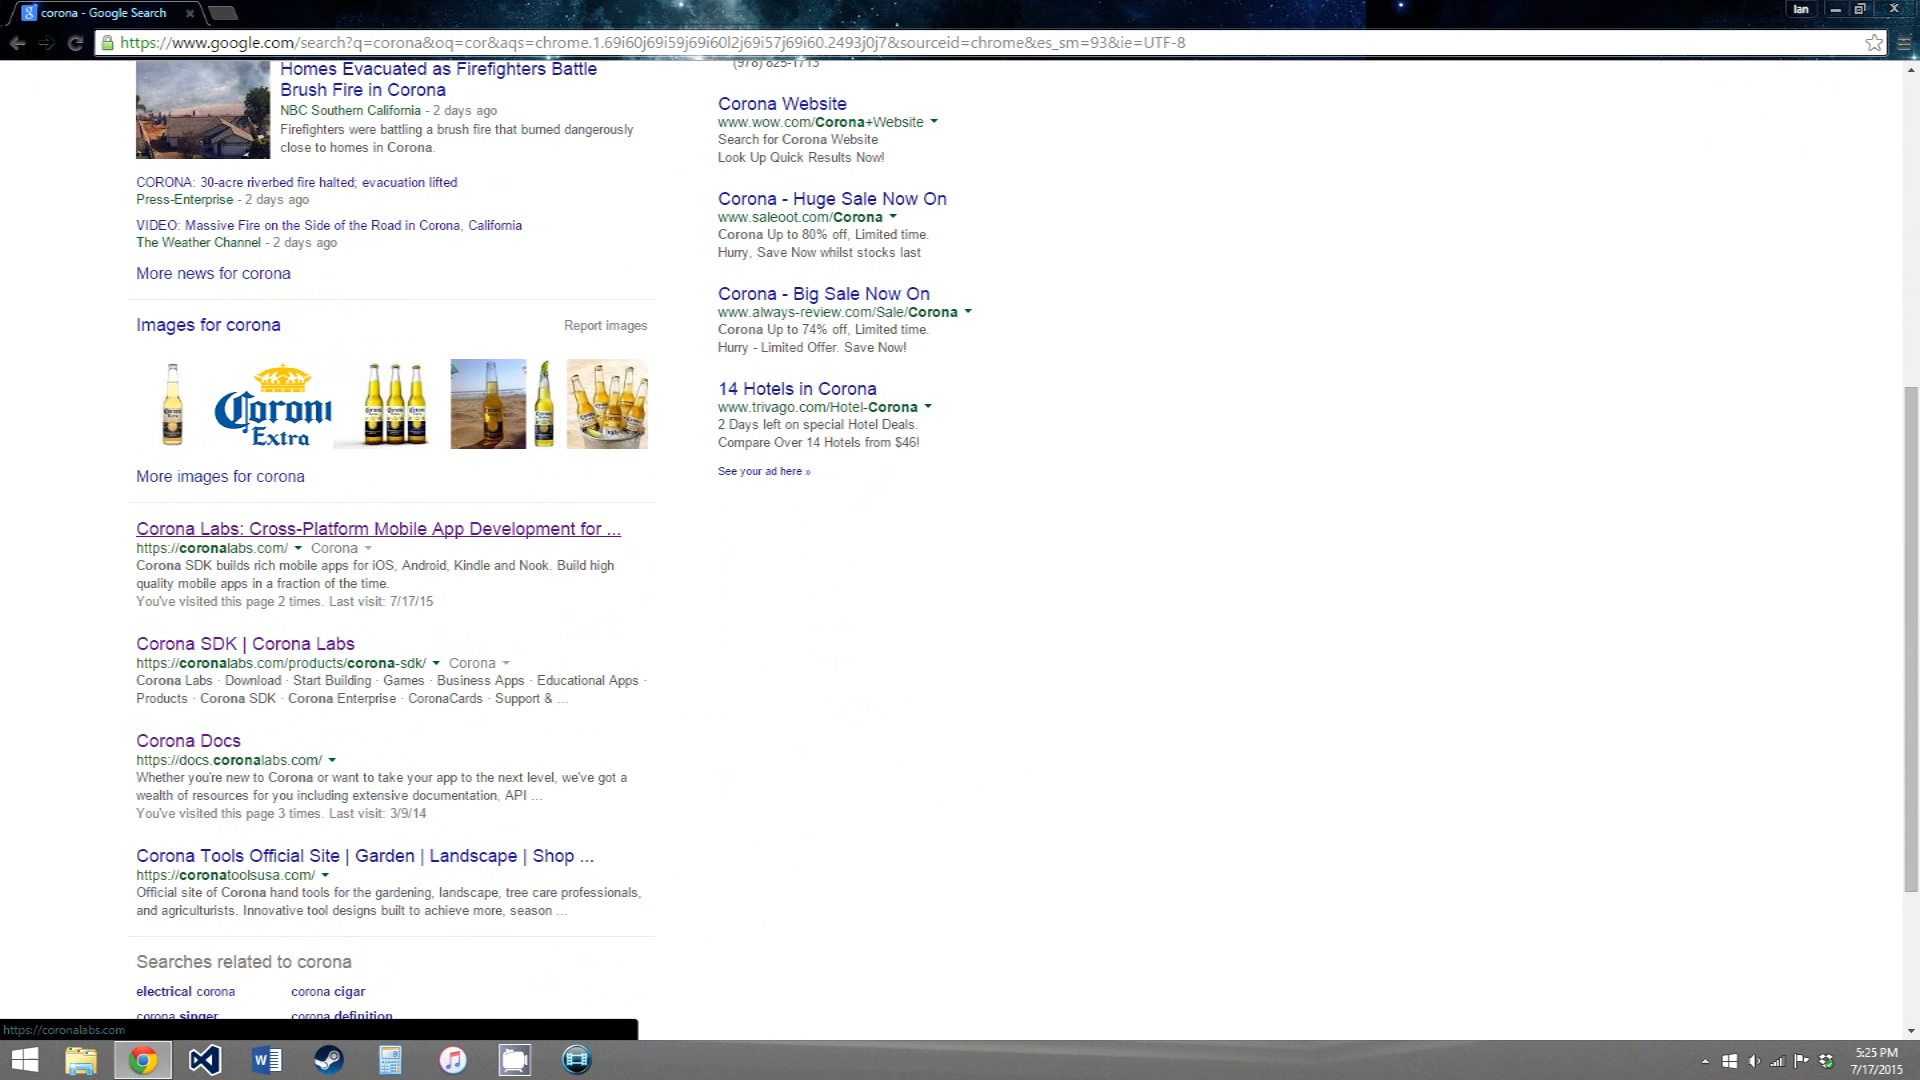 corona - Google Search
Ian
https://www.google.com/search?q=corona&oq=cor&aqs=chrome.1.69i60j69i59j69i60l2j69i57j69i60.2493j0j7&sourceid=chrome&es_sm=93&ie=UTF-8
Homes Evacuated as Firefighters Battle
Brush Fire in Corona
NBC Southern California - 2 days ago
Firefighters were battling a brush fire that burned dangerously
close to homes in Corona.
CORONA: 30-acre riverbed fire halted; evacuation lifted
Press-Enterprise - 2 days ago
VIDEO: Massive Fire on the Side of the Road in Corona, California
The Weather Channel - 2 days ago
More news for corona
Images for corona
Report images
Corona
Extra
More images for corona
Corona Labs: Cross-Platform Mobile App Development for ...
https://coronalabs.com/ Corona
Corona SDK builds rich mobile apps for iOS, Android, Kindle and Nook. Build high
quality mobile apps in a fraction of the time.
You've visited this page 2 times. Last visit: 7/17/15
Corona SDK | Corona Labs
https://coronalabs.com/products/corona-sdk/ Corona
Corona Labs · Download · Start Building · Games · Business Apps · Educational Apps ·
Products · Corona SDK · Corona Enterprise · CoronaCards · Support & ...
Corona Docs
https://docs.coronalabs.com/
Whether you're new to Corona or want to take your app to the next level, we've got a
wealth of resources for you including extensive documentation, API ...
You've visited this page 3 times. Last visit: 3/9/14
Corona Tools Official Site | Garden | Landscape | Shop ...
https://coronatoolsusa.com/
Official site of Corona hand tools for the gardening, landscape, tree care professionals,
and agriculturists. Innovative tool designs built to achieve more, season ...
Searches related to corona
electrical corona
corona cigar
corona singer
corona definition
(978) 825-1713
Corona Website
www.wow.com/Corona+Website
Search for Corona Website
Look Up Quick Results Now!
Corona - Huge Sale Now On
www.saleoot.com/Corona
Corona Up to 80% off, Limited time.
Hurry, Save Now whilst stocks last
Corona - Big Sale Now On
www.always-review.com/Sale/Corona
Corona Up to 74% off, Limited time.
Hurry - Limited Offer. Save Now!
14 Hotels in Corona
www.trivago.com/Hotel-Corona
2 Days left on special Hotel Deals.
Compare Over 14 Hotels from $46!
See your ad here »
https://coronalabs.com
5:25 PM
7/17/2015